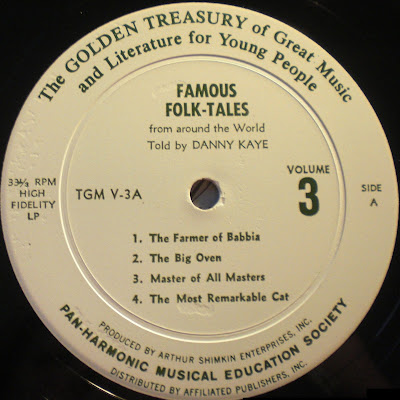 The GOLDEN TREASURY of Great Music
and Literature for Young People
FAMOUS
FOLK-TALES
from around the World
Told by DANNY KAYE
33⅓ RPM
HIGH
FIDELITY
LP
TGM V-3A
VOLUME
3
SIDE
A
1. The Farmer of Babbia
2. The Big Oven
3. Master of All Masters
4. The Most Remarkable Cat
PRODUCED BY ARTHUR SHIMKIN ENTERPRISES, INC.
PAN-HARMONIC MUSICAL EDUCATION SOCIETY
DISTRIBUTED BY AFFILIATED PUBLISHERS, INC.